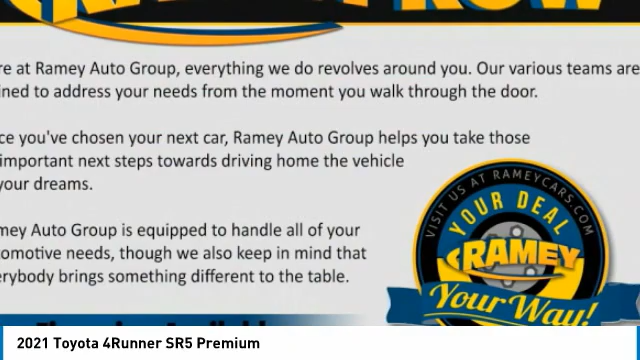 re at Ramey Auto Group, everything we do revolves around you. Our various teams are
ined to address your needs from the moment you walk through the door.
ce you've chosen your next car, Ramey Auto Group helps you take those
important next steps towards driving home the vehicle
your dreams.
mey Auto Group is equipped to handle all of your
tomotive needs, though we also keep in mind that
erybody brings something different to the table.
VISIT US AT RAMEYCARS.COM
YOUR DEAL
RAMEY
Your Way!
2021 Toyota 4Runner SR5 Premium